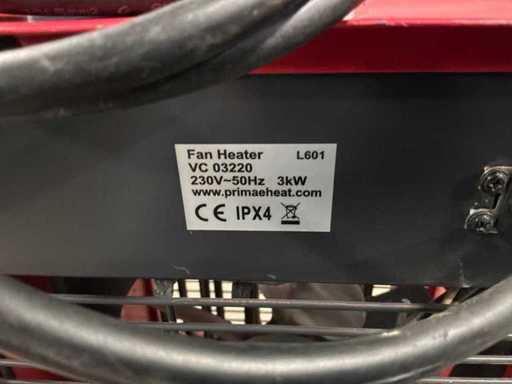 Fan Heater L601
VC 03220
230V~50Hz 3kW
www.primaeheat.com
CE IPX4